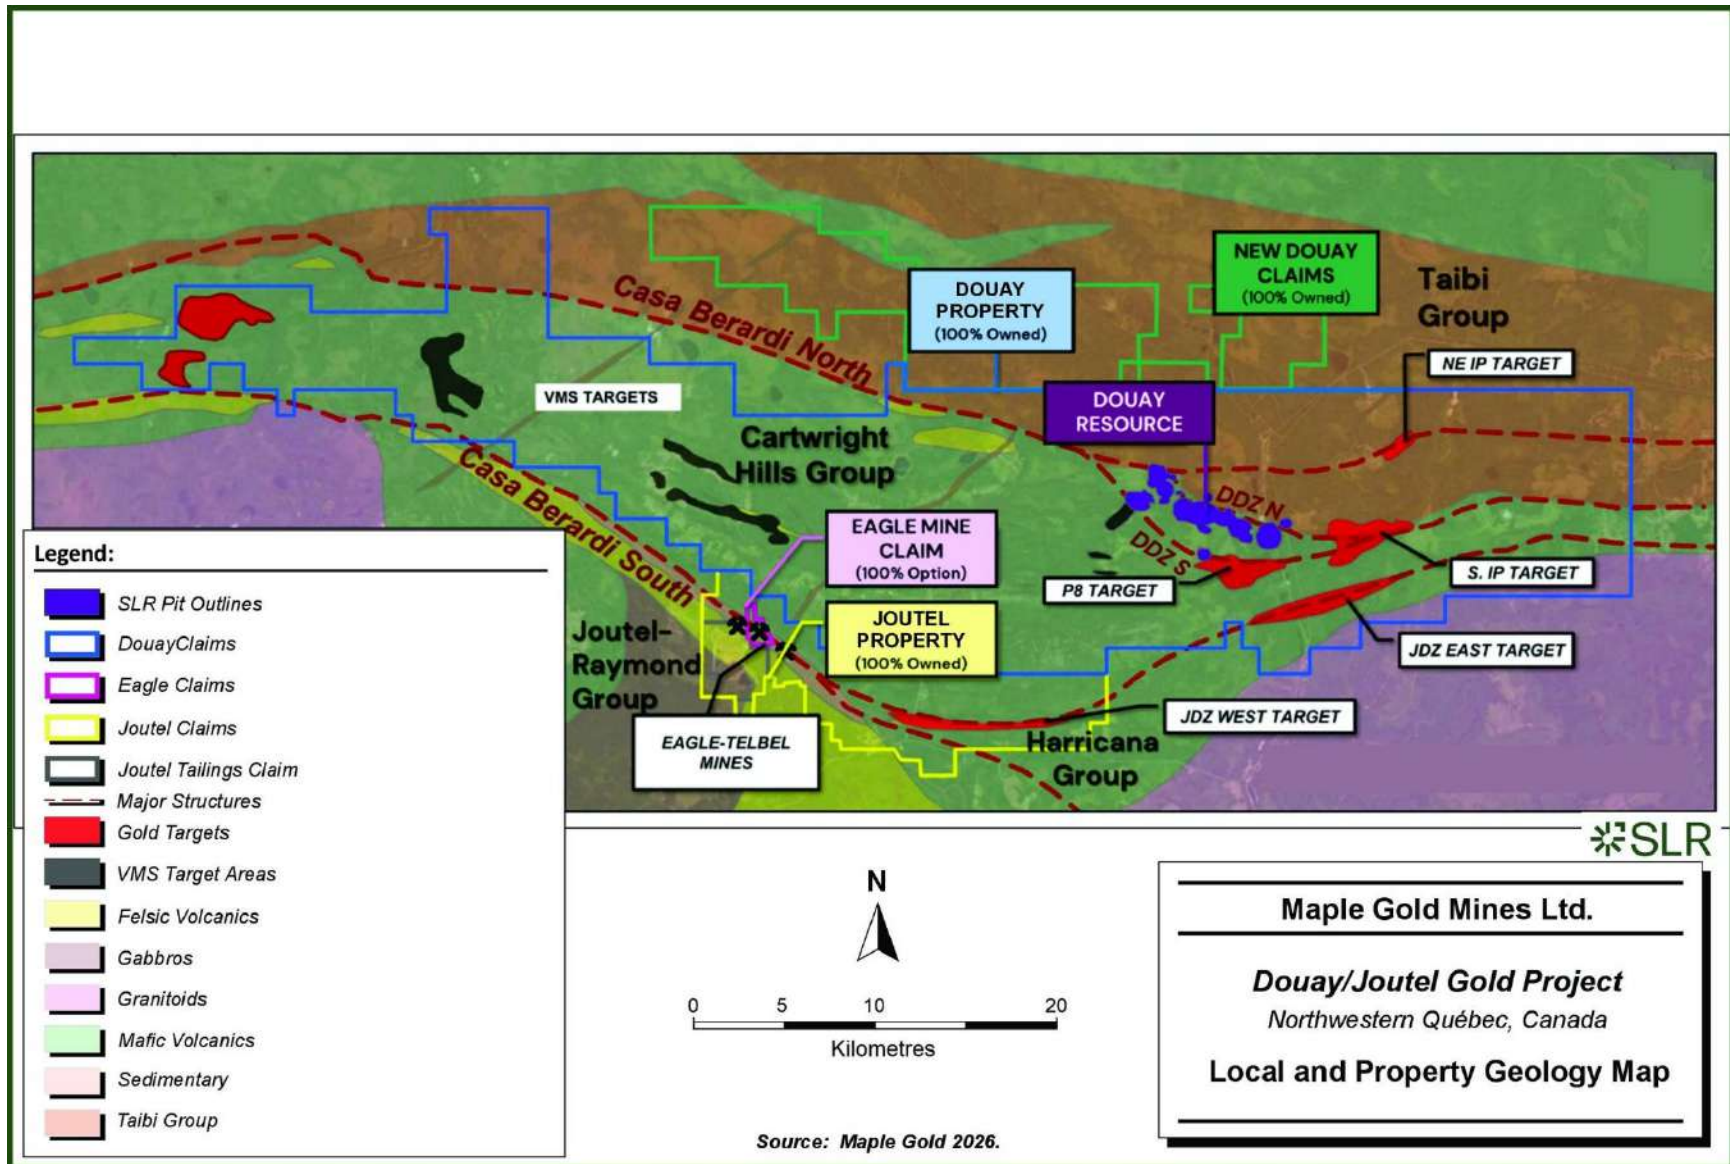 NEW DOUAY
CLAIMS
(100% Owned)
Taibi
Group
DOUAY
PROPERTY
(100% Owned)
Casa Berardi North
NE IP TARGET
VMS TARGETS
DOUAY
RESOURCE
Cartwright
Hills Group
Casa Berardi South
DDZ N
DDZ S
EAGLE MINE
CLAIM
(100% Option)
P8 TARGET
S. IP TARGET
JOUTEL
PROPERTY
(100% Owned)
Joutel-
Raymond
Group
JDZ EAST TARGET
JDZ WEST TARGET
EAGLE-TELBEL
MINES
Harricana
Group
Legend:
SLR Pit Outlines
DouayClaims
Eagle Claims
Joutel Claims
Joutel Tailings Claim
Major Structures
Gold Targets
VMS Target Areas
Felsic Volcanics
Gabbros
Granitoids
Mafic Volcanics
Sedimentary
Taibi Group
N
0 5 10 20
Kilometres
Source: Maple Gold 2026.
SLR
Maple Gold Mines Ltd.
Douay/Joutel Gold Project
Northwestern Québec, Canada
Local and Property Geology Map